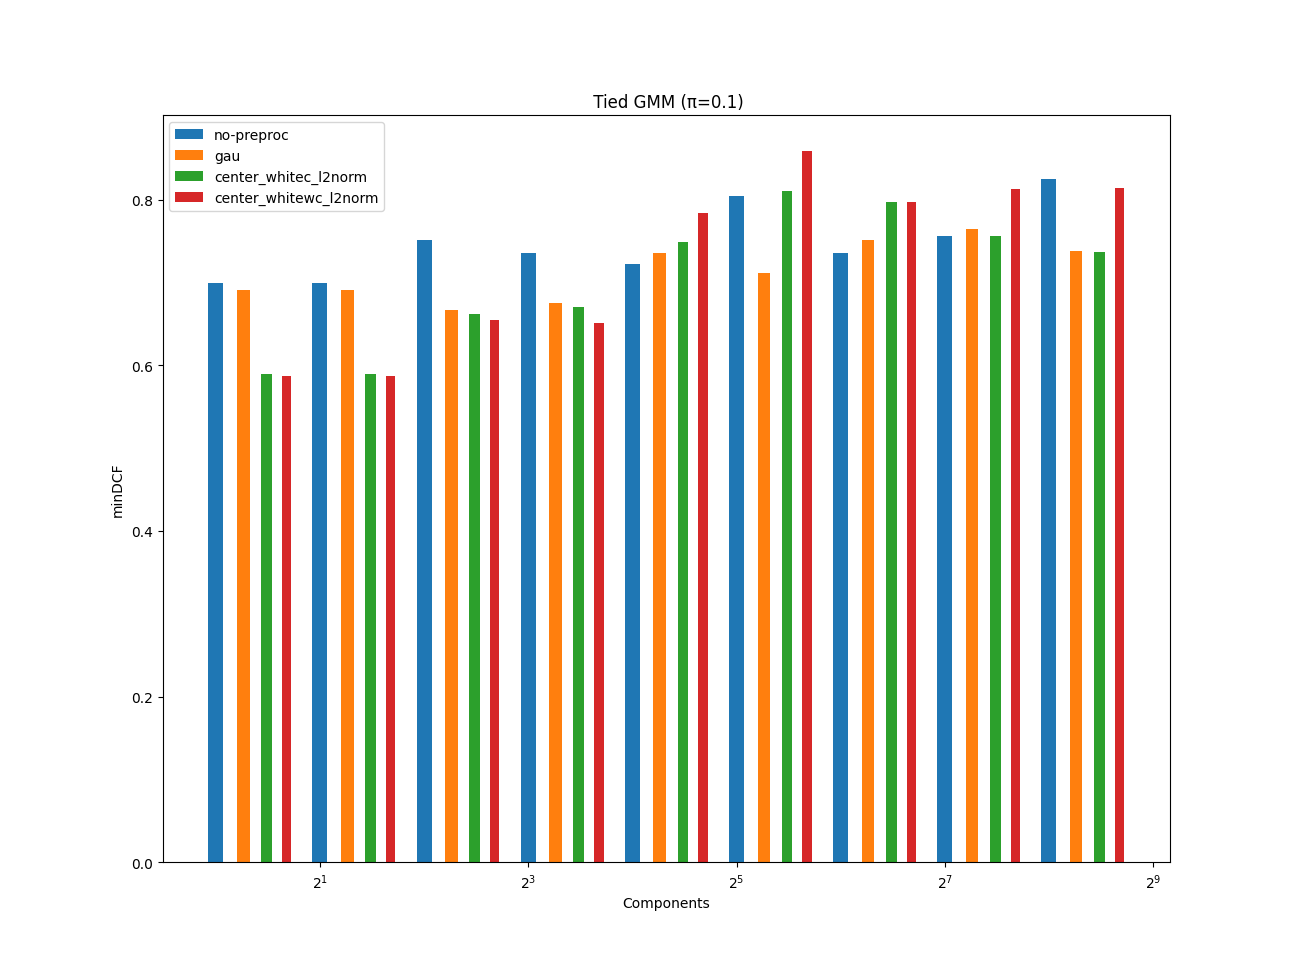 Tied GMM (π=0.1)
no-preproc
gau
center_whitec_l2norm
center_whitewc_l2norm
minDCF
0.8
0.6
0.4
0.2
0.0
2¹ 2³ 2⁵ 2⁷ 2⁹
Components